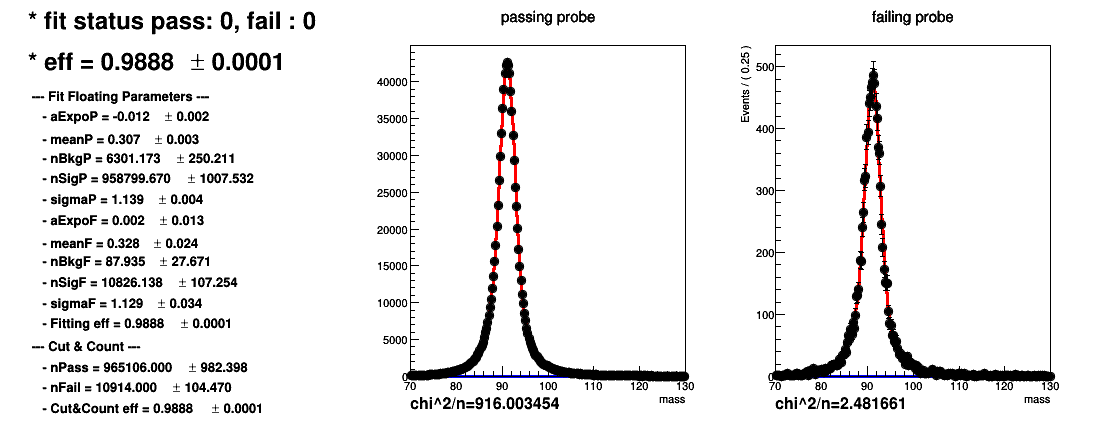 * fit status pass: 0, fail : 0
* eff = 0.9888 ± 0.0001
--- Fit Floating Parameters ---
- aExpoP = -0.012 ± 0.002
- meanP = 0.307 ± 0.003
- nBkgP = 6301.173 ± 250.211
- nSigP = 958799.670 ± 1007.532
- sigmaP = 1.139 ± 0.004
- aExpoF = 0.002 ± 0.013
- meanF = 0.328 ± 0.024
- nBkgF = 87.935 ± 27.671
- nSigF = 10826.138 ± 107.254
- sigmaF = 1.129 ± 0.034
- Fitting eff = 0.9888 ± 0.0001
--- Cut & Count ---
- nPass = 965106.000 ± 982.398
- nFail = 10914.000 ± 104.470
- Cut&Count eff = 0.9888 ± 0.0001
passing probe
40000
35000
30000
25000
20000
15000
10000
5000
0
70 80 90 100 110 120 130
mass
chi^2/n=916.003454
failing probe
Events / ( 0.25 )
500
400
300
200
100
0
70 80 90 100 110 120 130
mass
chi^2/n=2.481661